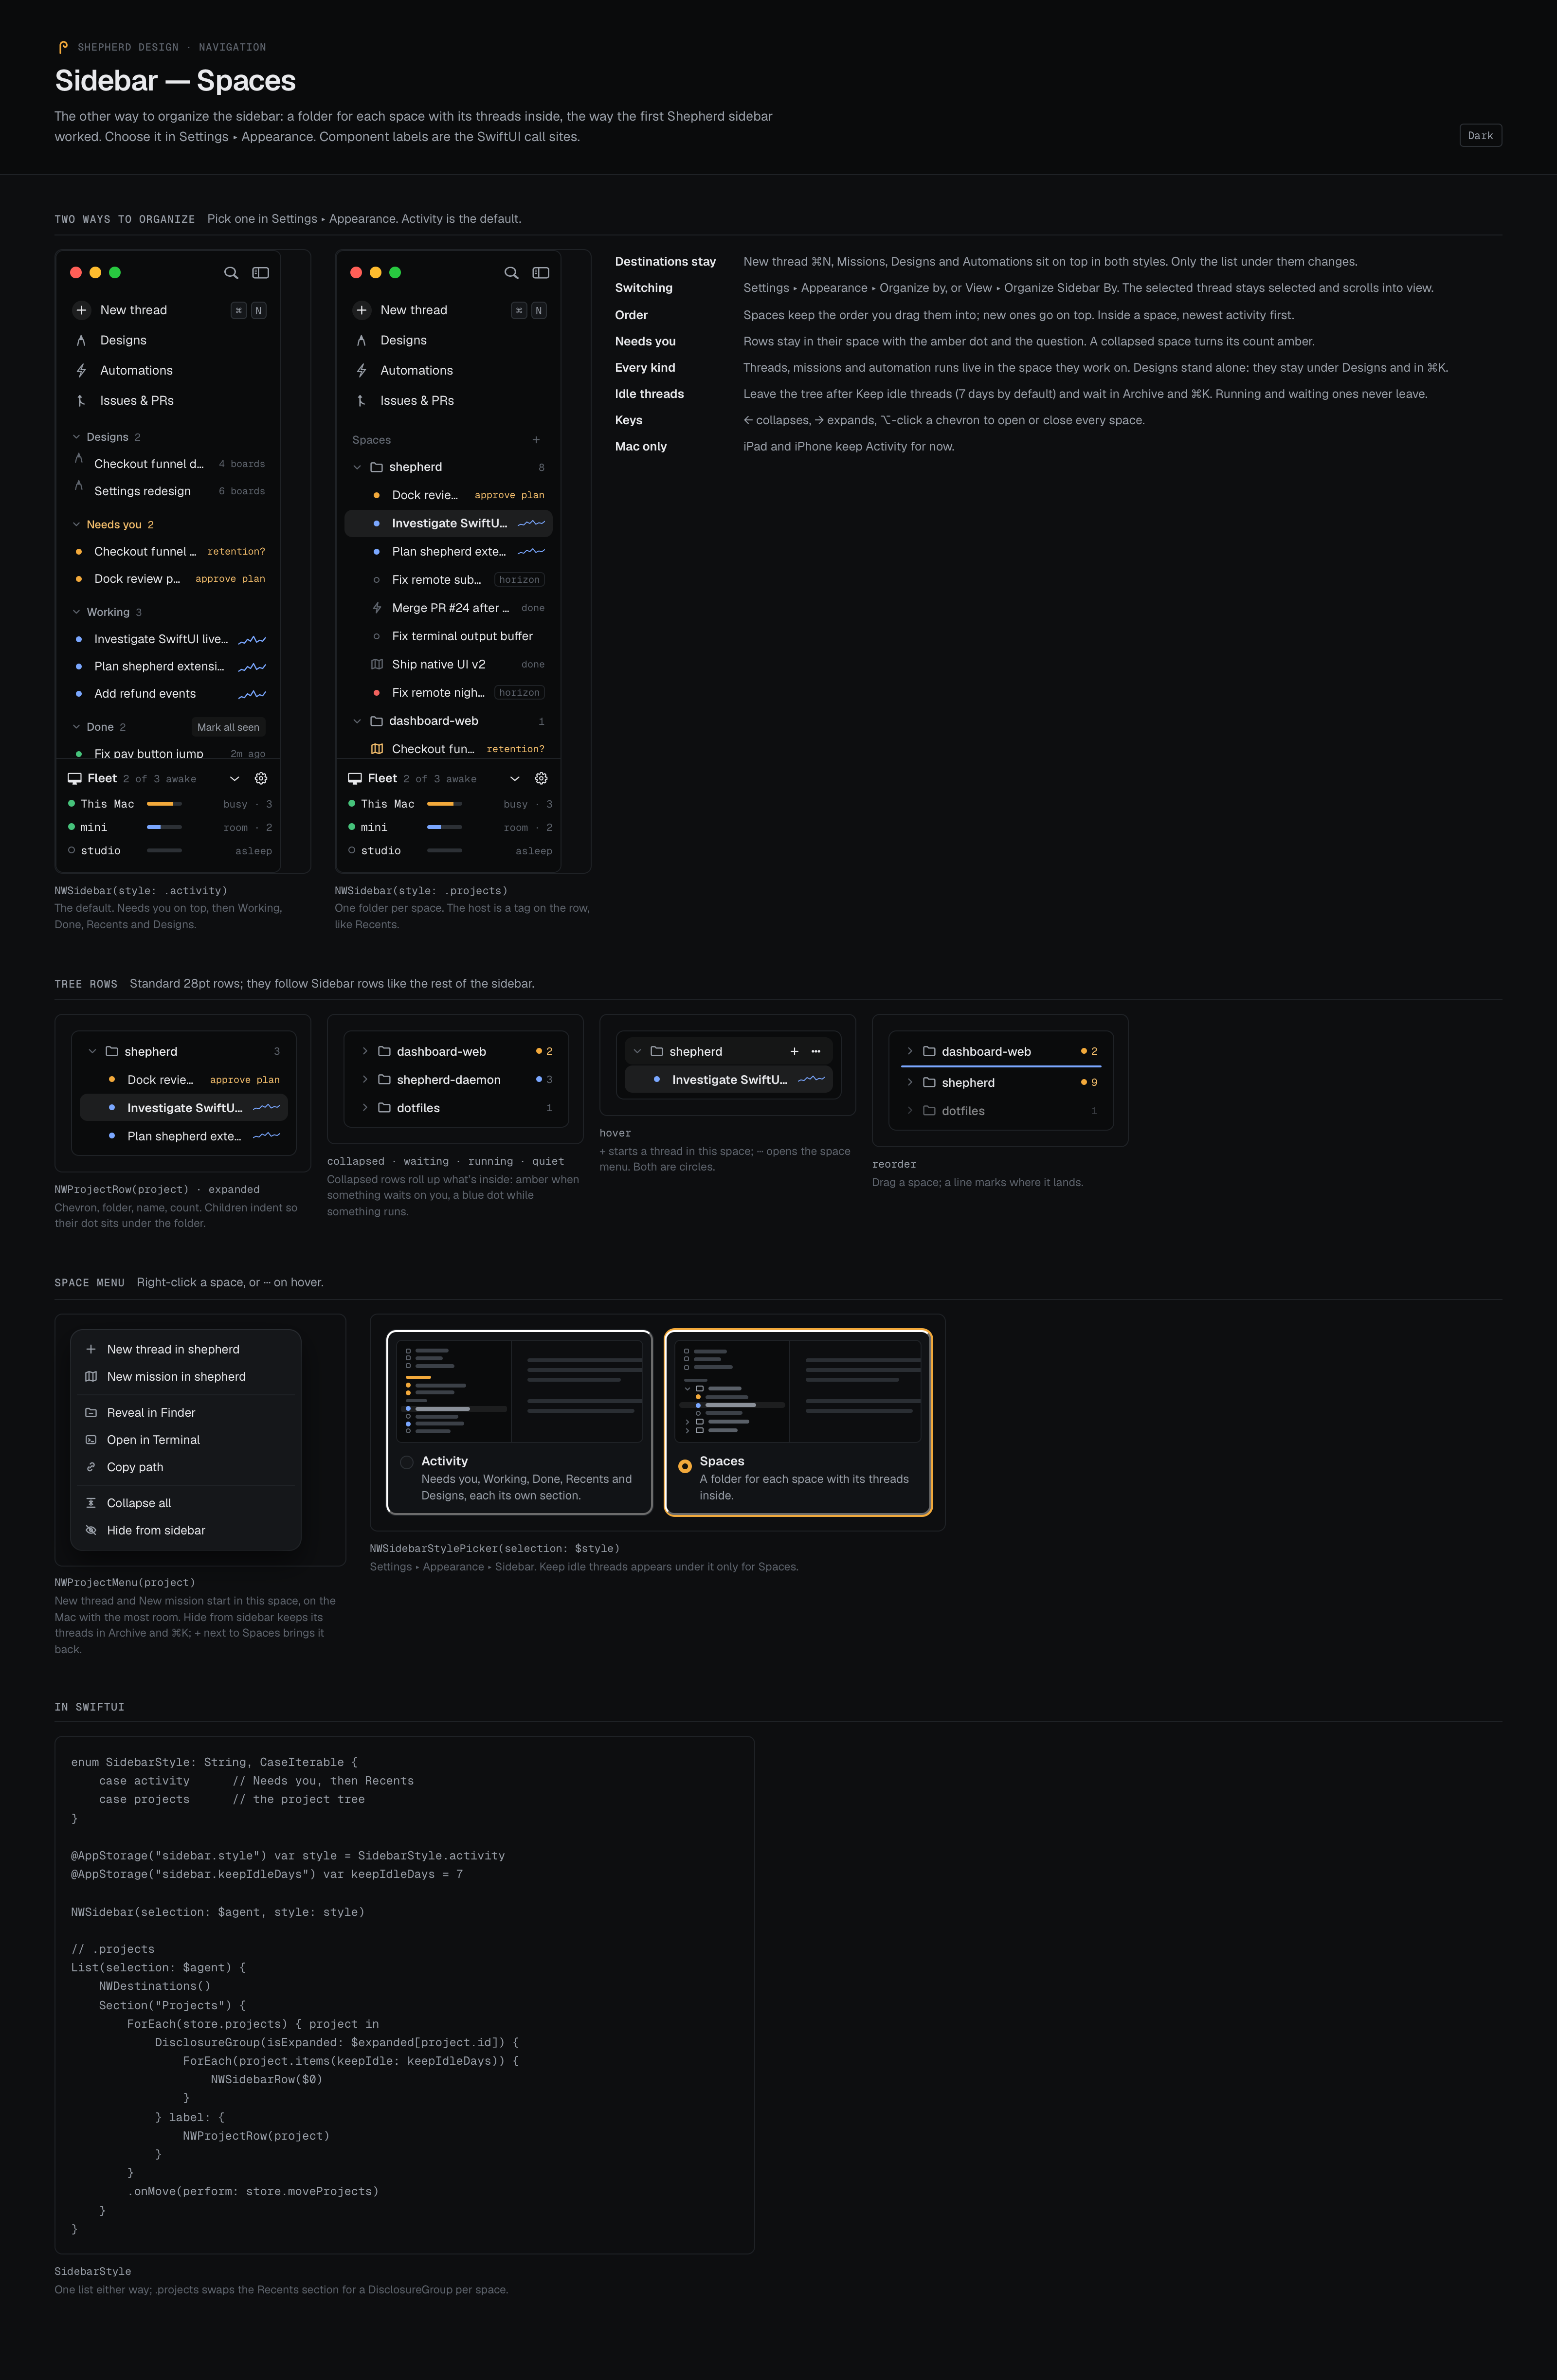 SHEPHERD DESIGN · NAVIGATION
Sidebar — Spaces
The other way to organize the sidebar: a folder for each space with its threads inside, the way the first Shepherd sidebar
worked. Choose it in Settings ▸ Appearance. Component labels are the SwiftUI call sites.
Dark
TWO WAYS TO ORGANIZE Pick one in Settings ▸ Appearance. Activity is the default.
New thread ⌘ N
Designs
Automations
Issues & PRs
Designs 2
Checkout funnel d… 4 boards
Settings redesign 6 boards
Needs you 2
Checkout funnel … retention?
Dock review p… approve plan
Working 3
Investigate SwiftUI live…
Plan shepherd extensi…
Add refund events
Done 2 Mark all seen
Fix pay button jump 2m ago
Fleet 2 of 3 awake
This Mac busy · 3
mini room · 2
studio asleep
NWSidebar(style: .activity)
The default. Needs you on top, then Working,
Done, Recents and Designs.
New thread ⌘ N
Designs
Automations
Issues & PRs
Spaces +
shepherd 8
Dock revie… approve plan
Investigate SwiftU…
Plan shepherd exte…
Fix remote sub… horizon
Merge PR #24 after … done
Fix terminal output buffer
Ship native UI v2 done
Fix remote nigh… horizon
dashboard-web 1
Checkout fun… retention?
Fleet 2 of 3 awake
This Mac busy · 3
mini room · 2
studio asleep
NWSidebar(style: .projects)
One folder per space. The host is a tag on the row,
like Recents.
Destinations stay New thread ⌘N, Missions, Designs and Automations sit on top in both styles. Only the list under them changes.
Switching Settings ▸ Appearance ▸ Organize by, or View ▸ Organize Sidebar By. The selected thread stays selected and scrolls into view.
Order Spaces keep the order you drag them into; new ones go on top. Inside a space, newest activity first.
Needs you Rows stay in their space with the amber dot and the question. A collapsed space turns its count amber.
Every kind Threads, missions and automation runs live in the space they work on. Designs stand alone: they stay under Designs and in ⌘K.
Idle threads Leave the tree after Keep idle threads (7 days by default) and wait in Archive and ⌘K. Running and waiting ones never leave.
Keys ← collapses, → expands, ⌥-click a chevron to open or close every space.
Mac only iPad and iPhone keep Activity for now.
TREE ROWS Standard 28pt rows; they follow Sidebar rows like the rest of the sidebar.
shepherd 3
Dock revie… approve plan
Investigate SwiftU…
Plan shepherd exte…
NWProjectRow(project) · expanded
Chevron, folder, name, count. Children indent so
their dot sits under the folder.
dashboard-web 2
shepherd-daemon 3
dotfiles 1
collapsed · waiting · running · quiet
Collapsed rows roll up what's inside: amber when
something waits on you, a blue dot while
something runs.
shepherd + ···
Investigate SwiftU…
hover
+ starts a thread in this space; ··· opens the space
menu. Both are circles.
dashboard-web 2
shepherd 9
dotfiles 1
reorder
Drag a space; a line marks where it lands.
SPACE MENU Right-click a space, or ··· on hover.
New thread in shepherd
New mission in shepherd
Reveal in Finder
Open in Terminal
Copy path
Collapse all
Hide from sidebar
NWProjectMenu(project)
New thread and New mission start in this space, on the
Mac with the most room. Hide from sidebar keeps its
threads in Archive and ⌘K; + next to Spaces brings it
back.
Activity
Needs you, Working, Done, Recents and
Designs, each its own section.
Spaces
A folder for each space with its threads
inside.
NWSidebarStylePicker(selection: $style)
Settings ▸ Appearance ▸ Sidebar. Keep idle threads appears under it only for Spaces.
IN SWIFTUI
enum SidebarStyle: String, CaseIterable {
    case activity      // Needs you, then Recents
    case projects      // the project tree
}
@AppStorage("sidebar.style") var style = SidebarStyle.activity
@AppStorage("sidebar.keepIdleDays") var keepIdleDays = 7
NWSidebar(selection: $agent, style: style)
// .projects
List(selection: $agent) {
    NWDestinations()
    Section("Projects") {
        ForEach(store.projects) { project in
            DisclosureGroup(isExpanded: $expanded[project.id]) {
                ForEach(project.items(keepIdle: keepIdleDays)) {
                    NWSidebarRow($0)
                }
            } label: {
                NWProjectRow(project)
            }
        }
        .onMove(perform: store.moveProjects)
    }
}
SidebarStyle
One list either way; .projects swaps the Recents section for a DisclosureGroup per space.